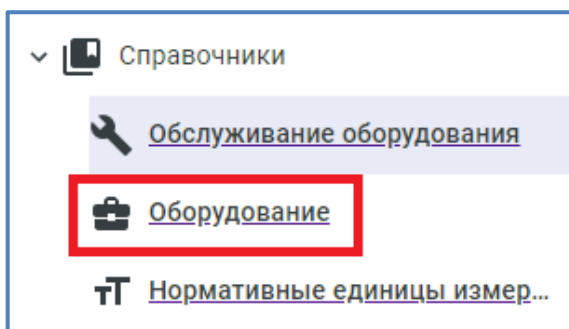 Справочники
Обслуживание оборудования
Оборудование
Нормативные единицы измер...